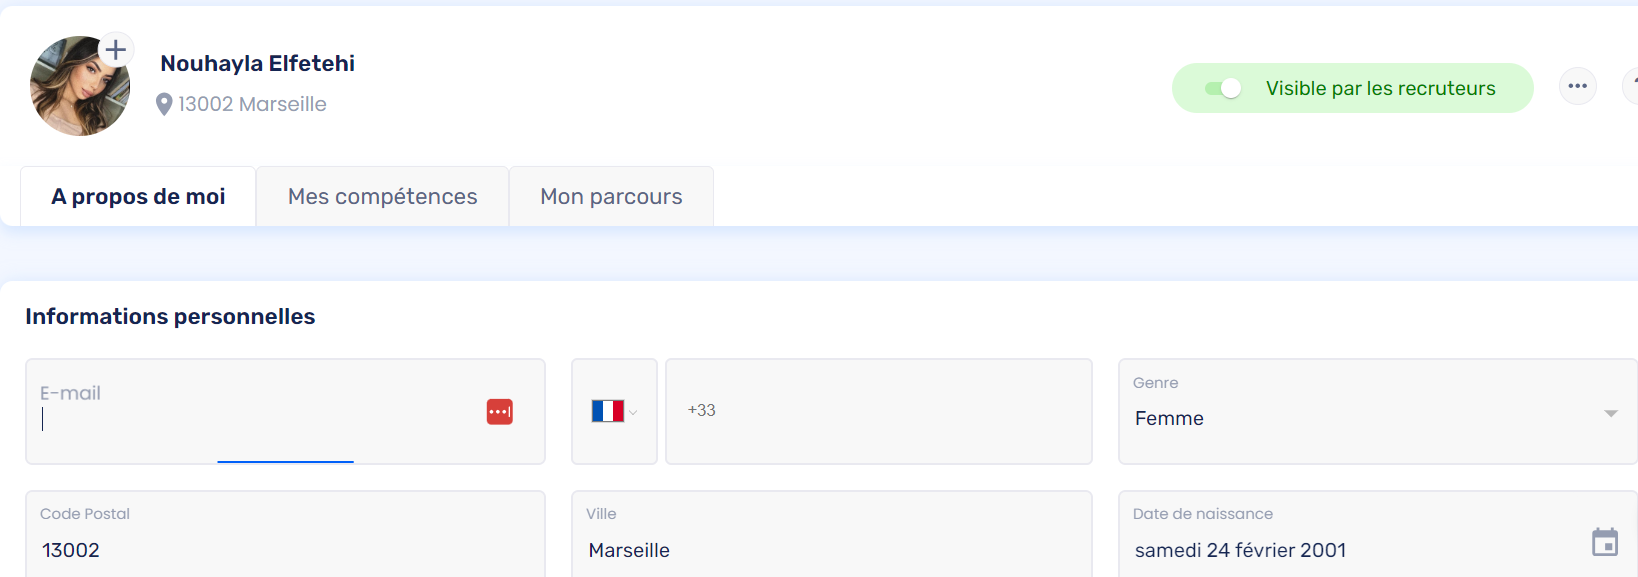 Nouhayla Elfetehi
13002 Marseille
Visible par les recruteurs
A propos de moi
Mes compétences
Mon parcours
Informations personnelles
E-mail
+33
Genre
Femme
Code Postal
13002
Ville
Marseille
Date de naissance
samedi 24 février 2001